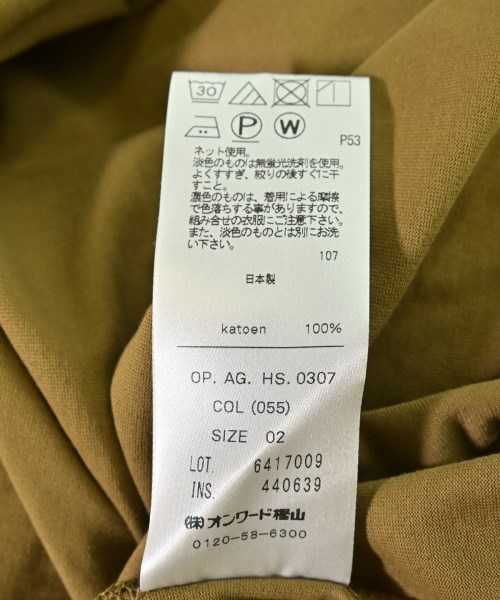 30
P W
P53
ネット使用。
淡色のものは無蛍光洗剤を使用。
よくすすぎ、絞りの後すぐに干
すこと。
濃色のものは、着用による摩擦
で色落ちする事がありますので、
組み合せの衣服にご注意下さい。
また、淡色のものとは別にお洗
い下さい。
107
日本製
katoen 100%
OP. AG. HS. 0307
COL (055)
SIZE 02
LOT. 6417009
INS. 440639
㈱オンワード樫山
0120-58-6300